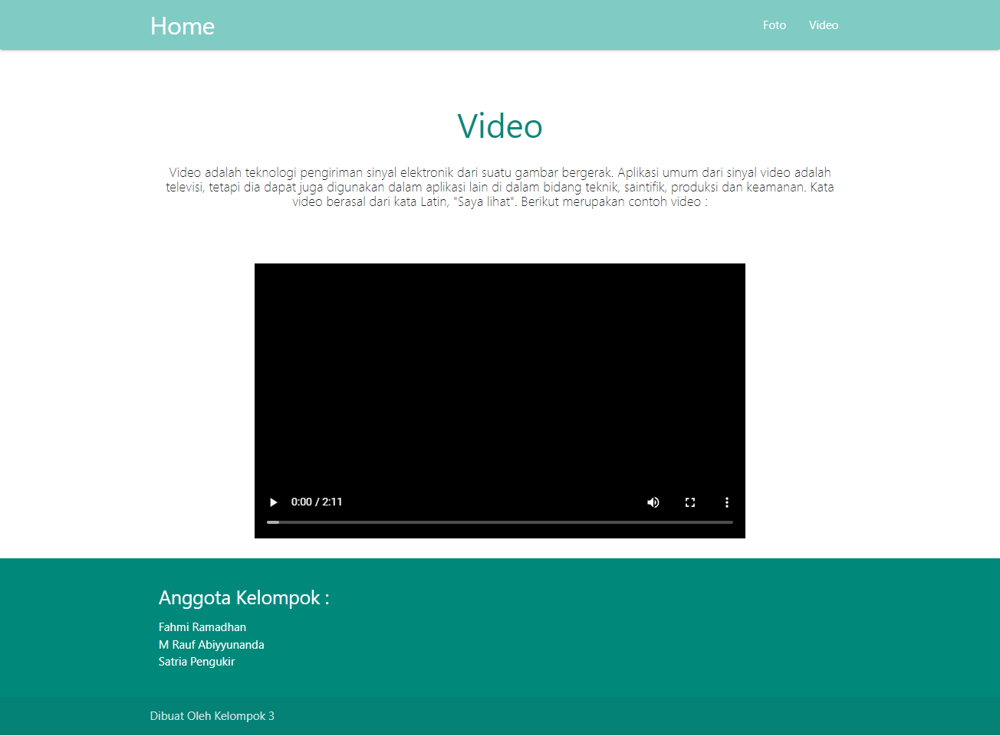 Home
Foto
Video
Video
Video adalah teknologi pengiriman sinyal elektronik dari suatu gambar bergerak. Aplikasi umum dari sinyal video adalah
televisi, tetapi dia dapat juga digunakan dalam aplikasi lain di dalam bidang teknik, saintifik, produksi dan keamanan. Kata
video berasal dari kata Latin, "Saya lihat". Berikut merupakan contoh video :
0:00 / 2:11
Anggota Kelompok :
Fahmi Ramadhan
M Rauf Abiyyunanda
Satria Pengukir
Dibuat Oleh Kelompok 3